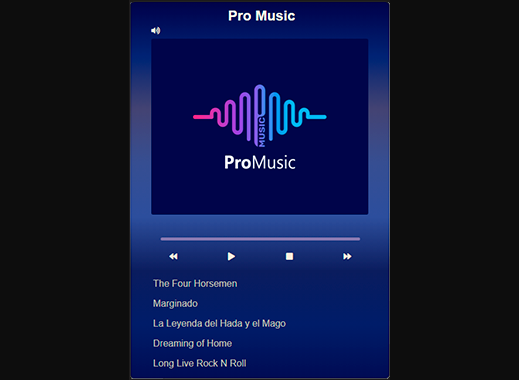 Pro Music
MUSIC
ProMusic
The Four Horsemen
Marginado
La Leyenda del Hada y el Mago
Dreaming of Home
Long Live Rock N Roll